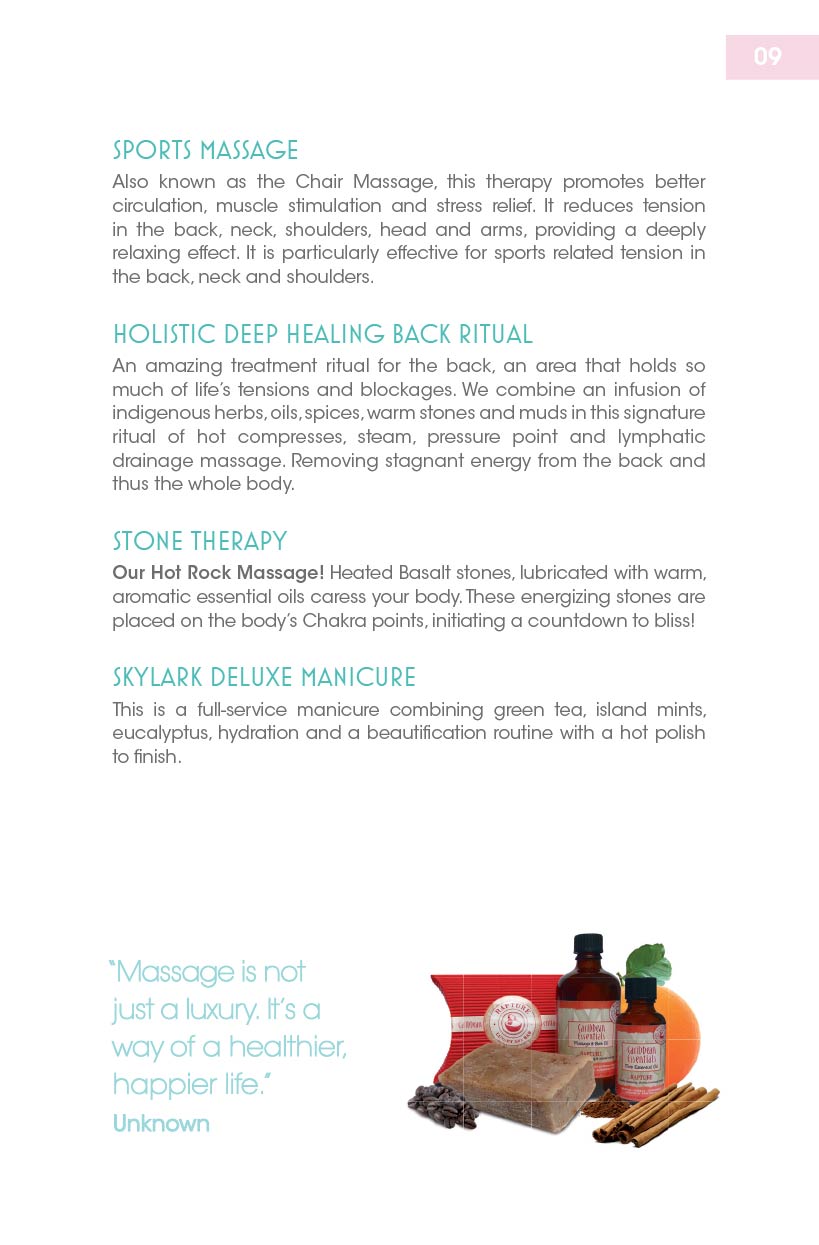 09
SPORTS MASSAGE
Also known as the Chair Massage, this therapy promotes better
circulation, muscle stimulation and stress relief. It reduces tension
in the back, neck, shoulders, head and arms, providing a deeply
relaxing effect. It is particularly effective for sports related tension in
the back, neck and shoulders.
HOLISTIC DEEP HEALING BACK RITUAL
An amazing treatment ritual for the back, an area that holds so
much of life's tensions and blockages. We combine an infusion of
indigenous herbs, oils, spices, warm stones and muds in this signature
ritual of hot compresses, steam, pressure point and lymphatic
drainage massage. Removing stagnant energy from the back and
thus the whole body.
STONE THERAPY
Our Hot Rock Massage! Heated Basalt stones, lubricated with warm,
aromatic essential oils caress your body. These energizing stones are
placed on the body's Chakra points, initiating a countdown to bliss!
SKYLARK DELUXE MANICURE
This is a full-service manicure combining green tea, island mints,
eucalyptus, hydration and a beautification routine with a hot polish
to finish.
"Massage is not
just a luxury. It's a
way of a healthier,
happier life."
Unknown
RAPTURE
Caribbean
Essentials
Massage & Body Oil
RAPTURE
Caribbean
Essentials
Pure Essential Oil
RAPTURE